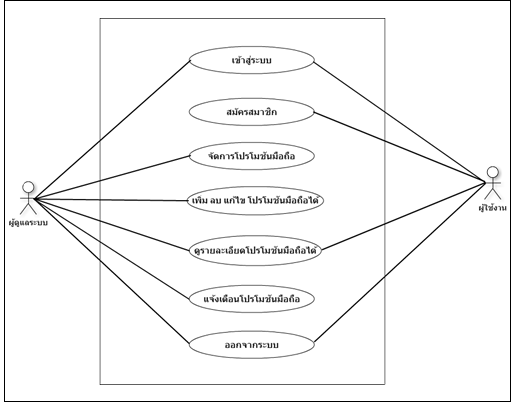 เข้าสู่ระบบ
สมัครสมาชิก
จัดการโปรโมชันมือถือ
เพิ่ม ลบ แก้ไข โปรโมชันมือถือได้
ผู้ดูแลระบบ
ผู้ใช้งาน
ดูรายละเอียดโปรโมชันมือถือได้
แจ้งเตือนโปรโมชันมือถือ
ออกจากระบบ